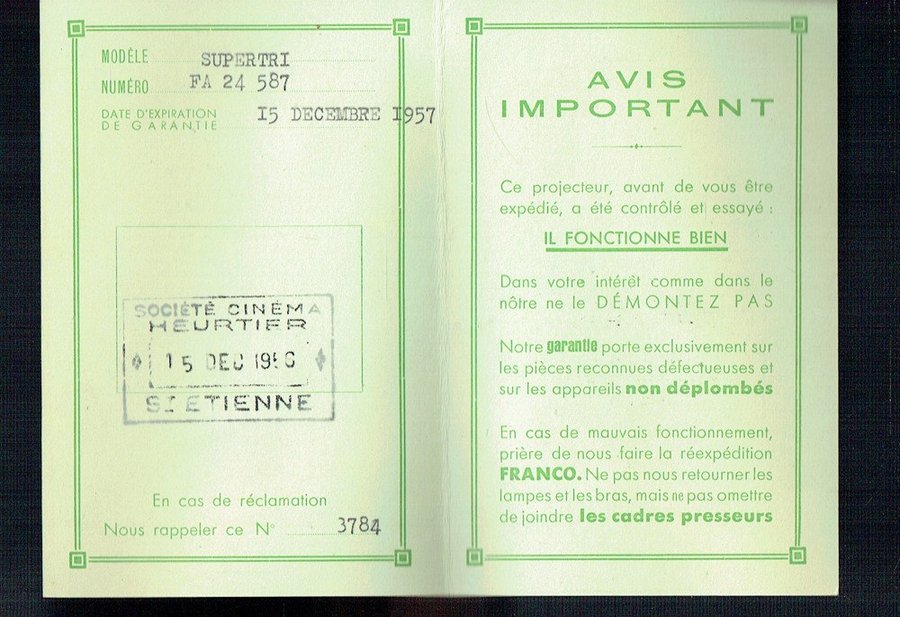 MODÈLE SUPERTRI
NUMÉRO FA 24 587
DATE D'EXPIRATION
DE GARANTIE 15 DECEMBRE 1957
SOCIÉTÉ CINÉMA
HEURTIER
15 DEC 1956
ST ETIENNE
En cas de réclamation
Nous rappeler ce N° 3784
AVIS
IMPORTANT
Ce projecteur, avant de vous être
expédié, a été contrôlé et essayé :
IL FONCTIONNE BIEN
Dans votre intérêt comme dans le
nôtre ne le DÉMONTEZ PAS
Notre garantie porte exclusivement sur
les pièces reconnues défectueuses et
sur les appareils non déplombés
En cas de mauvais fonctionnement,
prière de nous faire la réexpédition
FRANCO. Ne pas nous retourner les
lampes et les bras, mais ne pas omettre
de joindre les cadres presseurs